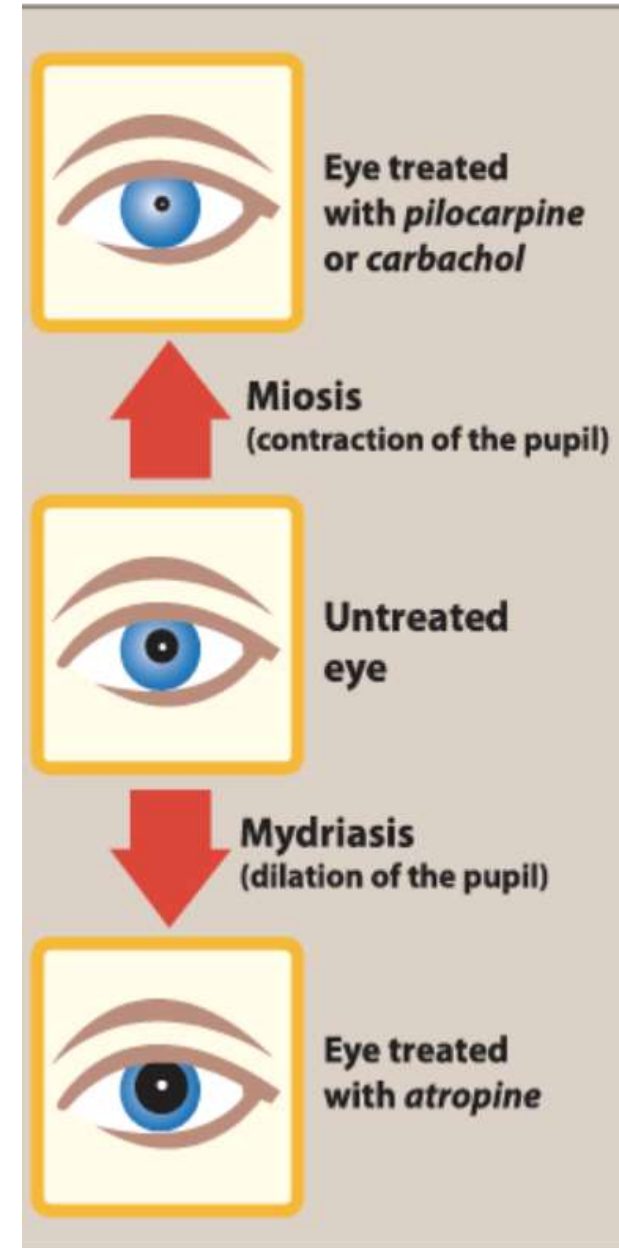 Eye treated
with pilocarpine
or carbachol
Miosis
(contraction of the pupil)
Untreated
eye
Mydriasis
(dilation of the pupil)
Eye treated
with atropine